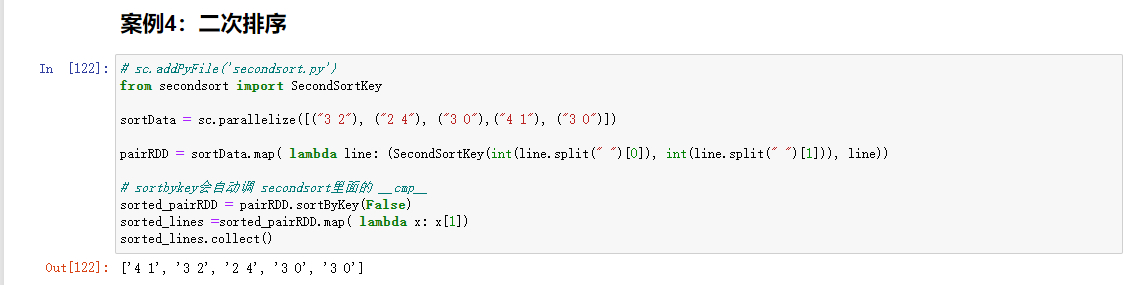 案例4：二次排序
In [122]: # sc.addPyFile('secondsort.py')
from secondsort import SecondSortKey
sortData = sc.parallelize([("3 2"), ("2 4"), ("3 0"),("4 1"), ("3 0")])
pairRDD = sortData.map( lambda line: (SecondSortKey(int(line.split(" ")[0]), int(line.split(" ")[1])), line))
# sortbykey会自动调 secondsort里面的 __cmp__
sorted_pairRDD = pairRDD.sortByKey(False)
sorted_lines =sorted_pairRDD.map( lambda x: x[1])
sorted_lines.collect()
Out[122]: ['4 1', '3 2', '2 4', '3 0', '3 0']